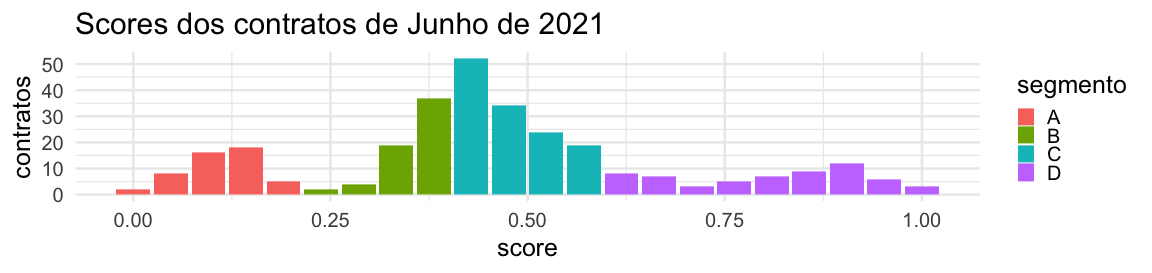 Scores dos contratos de Junho de 2021
contratos
50
40
30
20
10
0
0.00 0.25 0.50 0.75 1.00
score
segmento
A
B
C
D